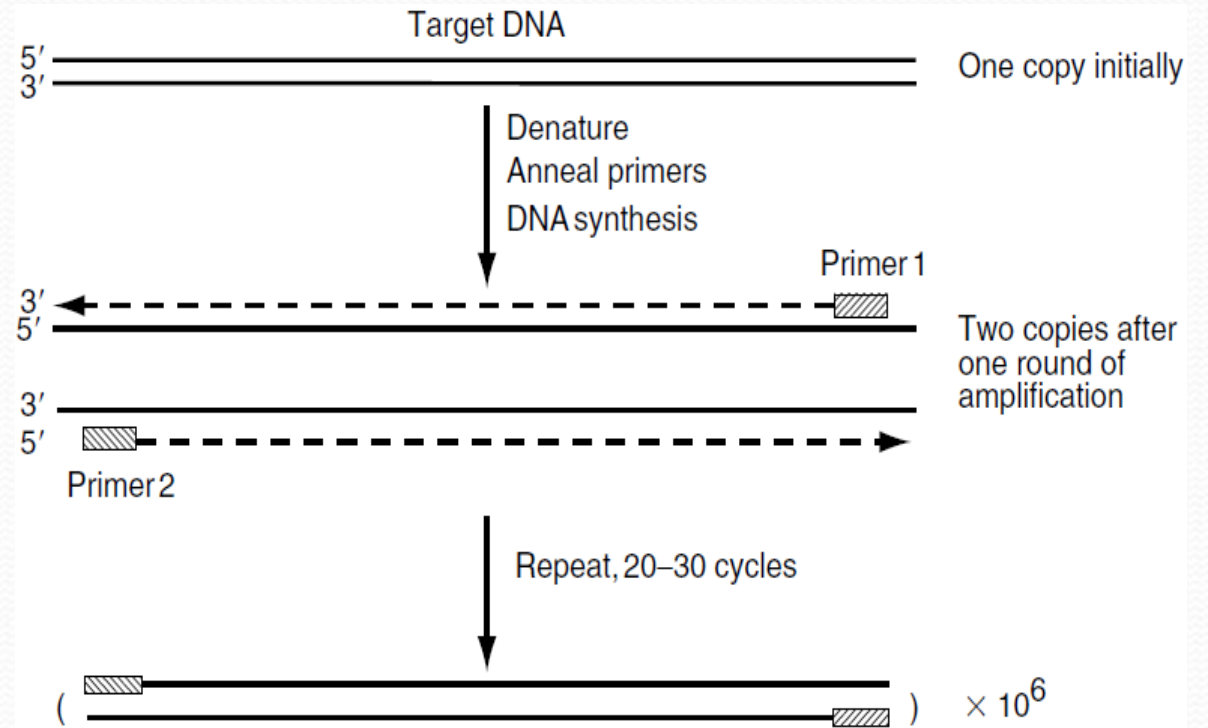 Target DNA
5′
3′
One copy initially
Denature
Anneal primers
DNA synthesis
Primer 1
3′
5′
Two copies after
one round of
amplification
3′
5′
Primer 2
Repeat, 20–30 cycles
( ) × 10⁶